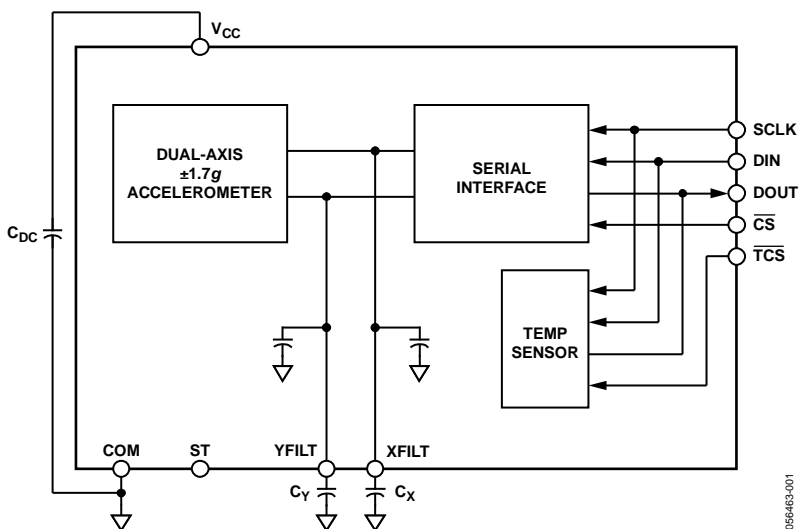 VCC
SCLK
DUAL-AXIS
±1.7g
ACCELEROMETER
SERIAL
INTERFACE
DIN
DOUT
CS
TCS
CDC
TEMP
SENSOR
COM
ST
YFILT
XFILT
CY
CX
056463-001